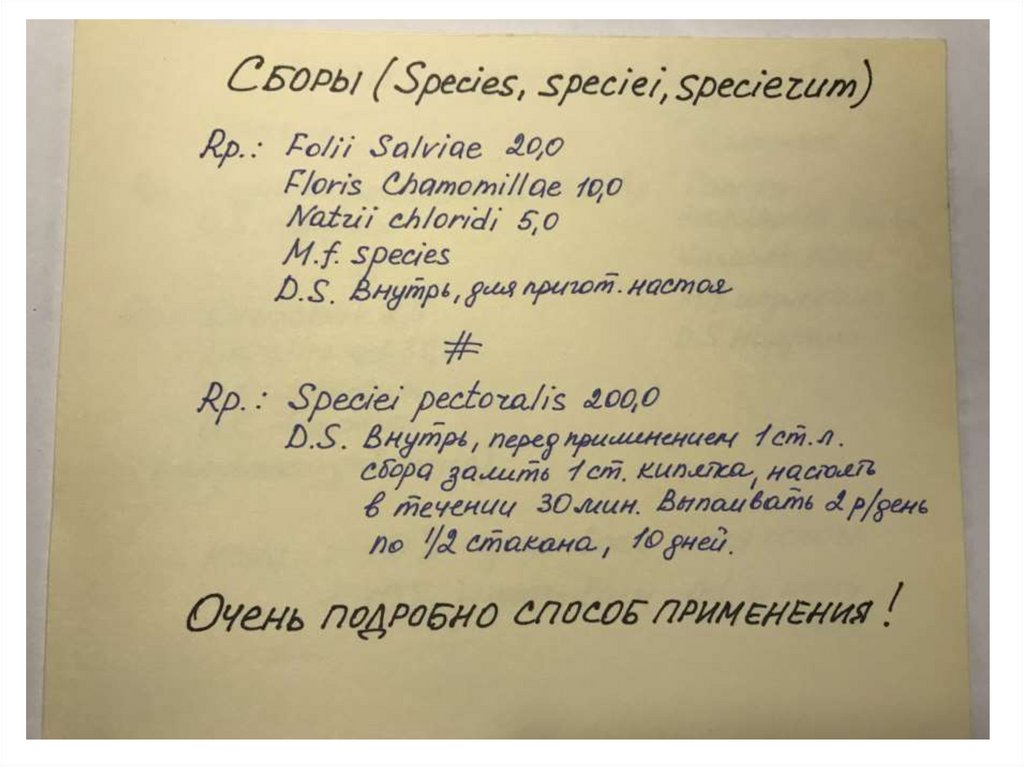 Сборы (Species, speciei, specierum)
Rp.: Folii Salviae 20,0
Floris Chamomillae 10,0
Natrii chloridi 5,0
M.f. species
D.S. Внутрь, для пригот. настоя
#
Rp.: Speciei pectoralis 200,0
D.S. Внутрь, перед применением 1 ст.л.
сбора залить 1 ст. кипятка, настоять
в течении 30 мин. Выпаивать 2 р/день
по 1/2 стакана, 10 дней.
Очень подробно способ применения!